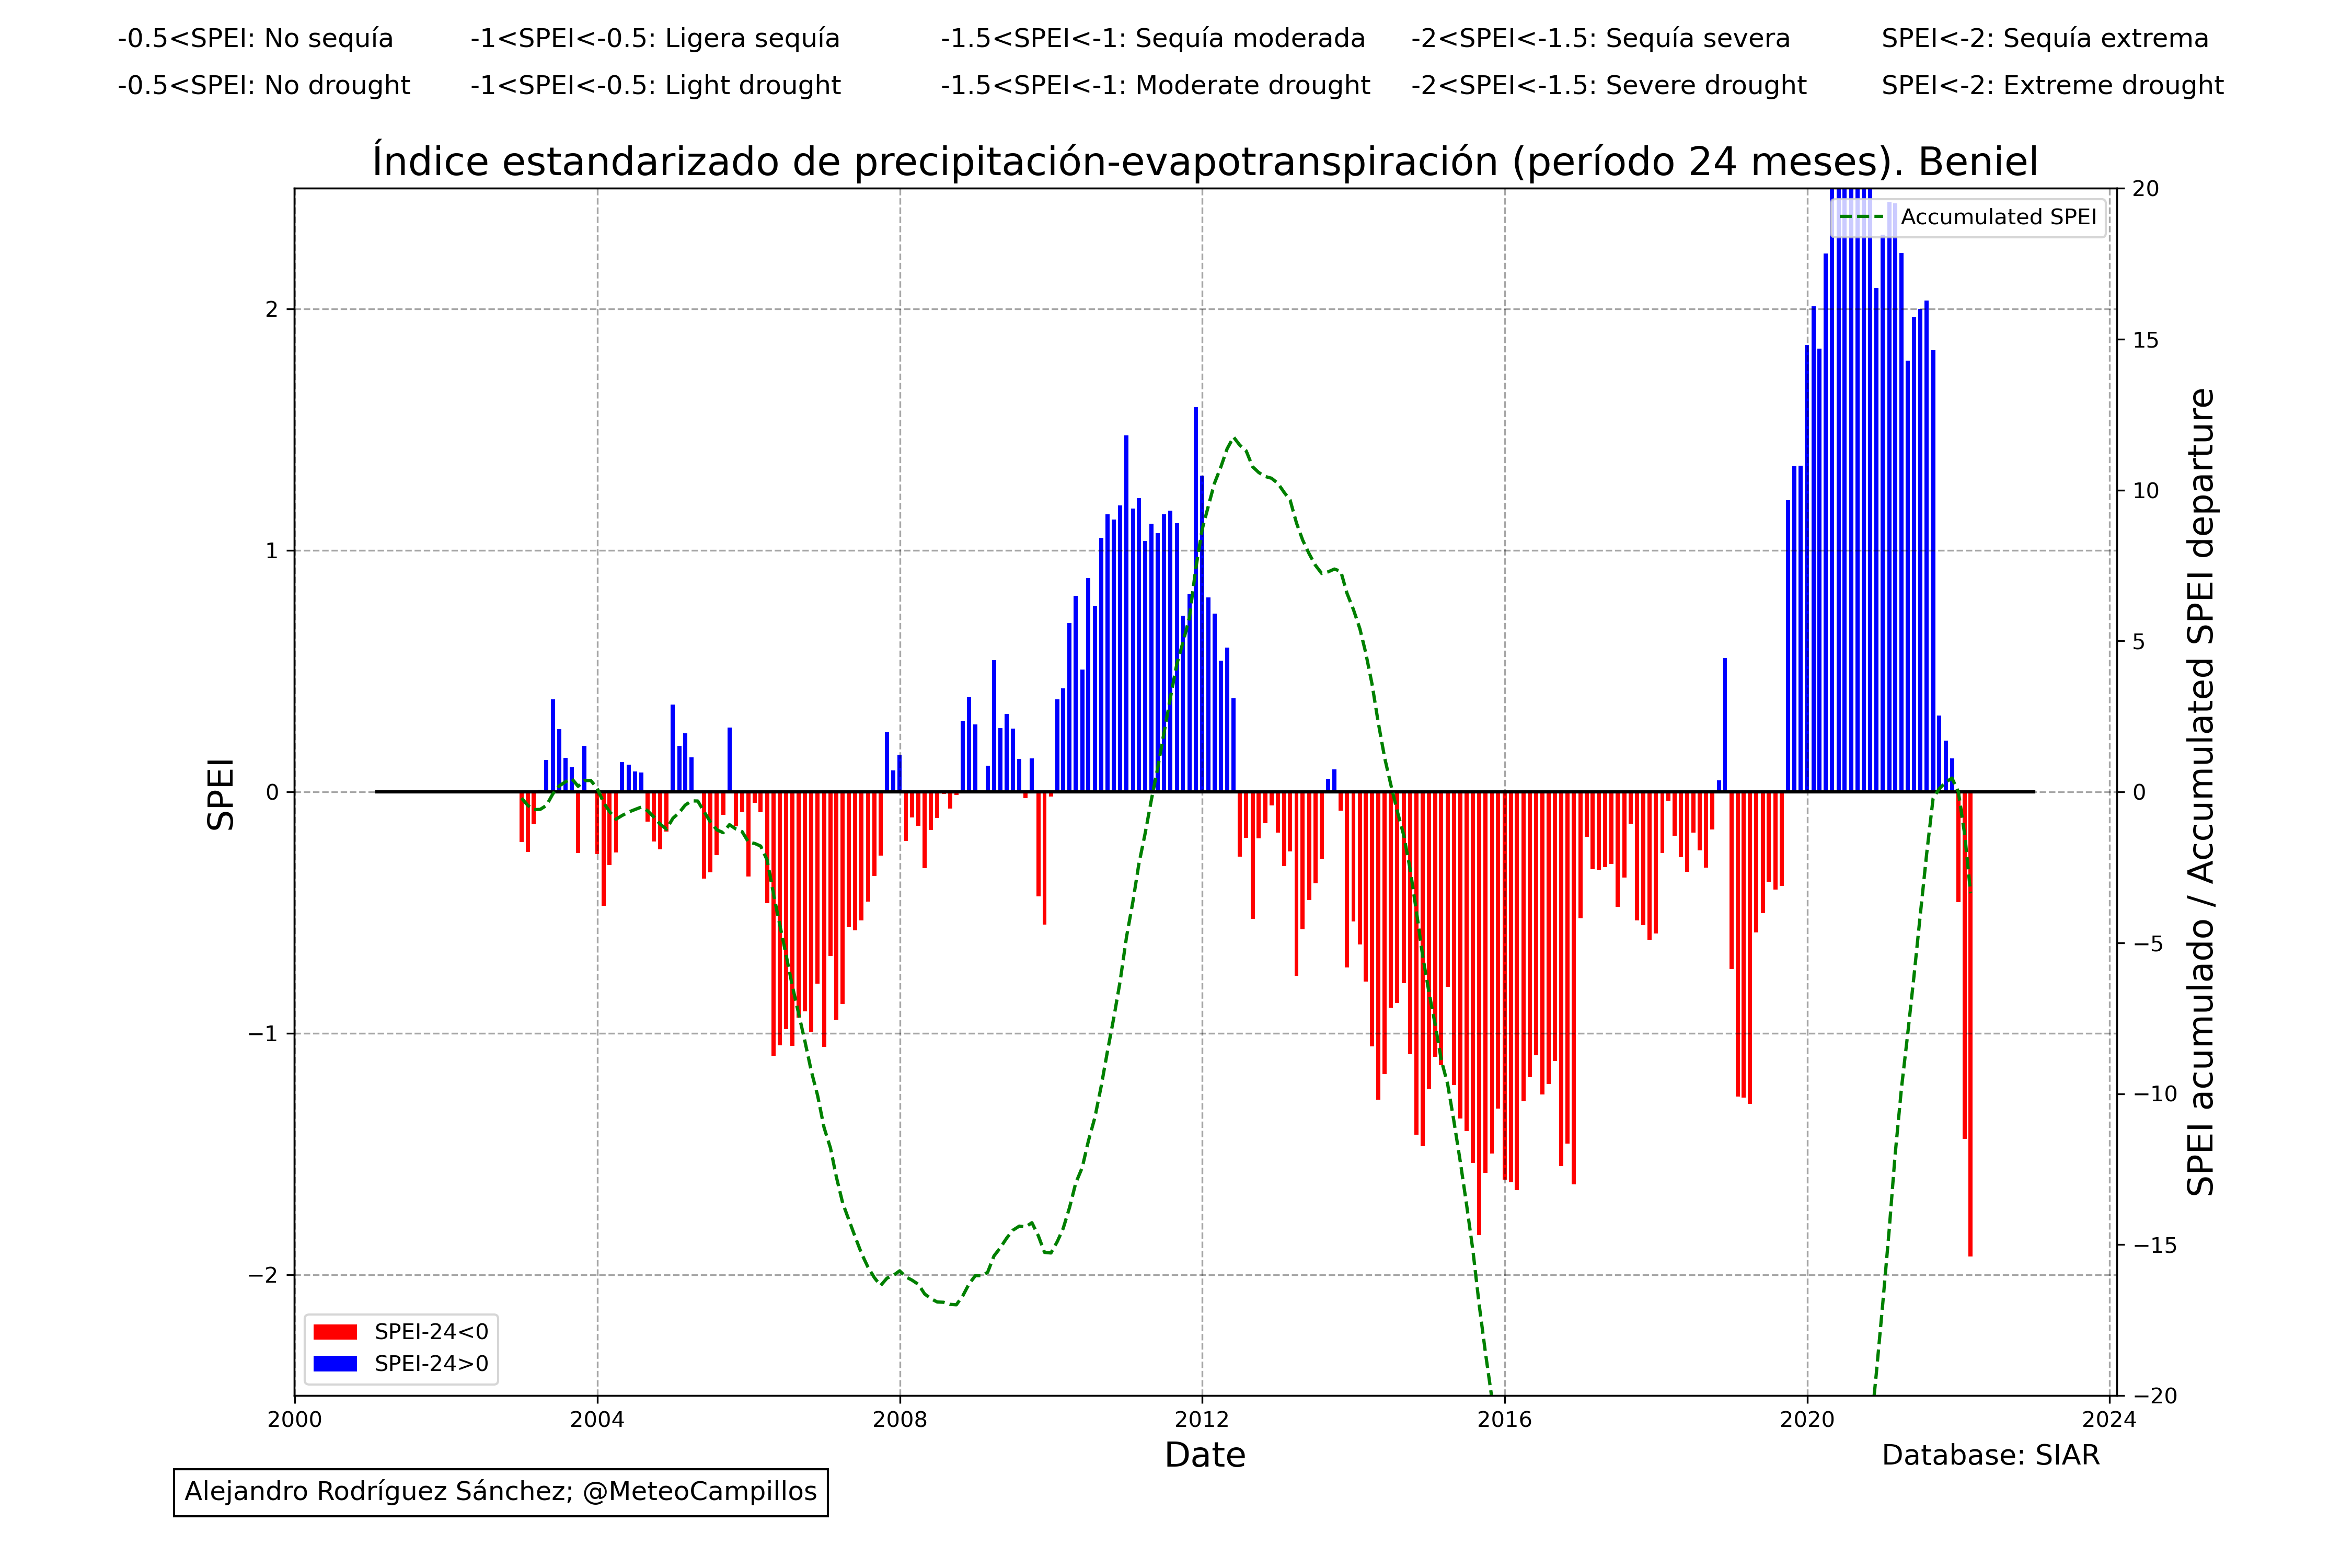 -0.5<SPEI: No sequía -1<SPEI<-0.5: Ligera sequía -1.5<SPEI<-1: Sequía moderada -2<SPEI<-1.5: Sequía severa SPEI<-2: Sequía extrema
-0.5<SPEI: No drought -1<SPEI<-0.5: Light drought -1.5<SPEI<-1: Moderate drought -2<SPEI<-1.5: Severe drought SPEI<-2: Extreme drought
Índice estandarizado de precipitación-evapotranspiración (período 24 meses). Beniel
Accumulated SPEI
SPEI
2
1
0
−1
−2
20
15
10
5
0
−5
−10
−15
−20
SPEI acumulado / Accumulated SPEI departure
SPEI-24<0
SPEI-24>0
2000 2004 2008 2012 2016 2020 2024
Date
Database: SIAR
Alejandro Rodríguez Sánchez; @MeteoCampillos